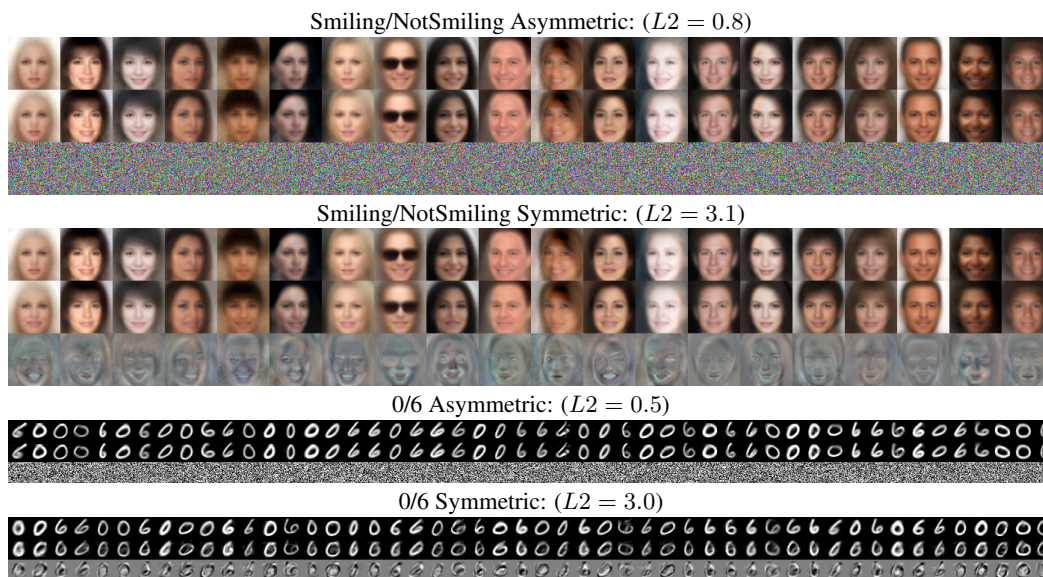 Smiling/NotSmiling Asymmetric: (L2 = 0.8)
Smiling/NotSmiling Symmetric: (L2 = 3.1)
0/6 Asymmetric: (L2 = 0.5)
0/6 Symmetric: (L2 = 3.0)